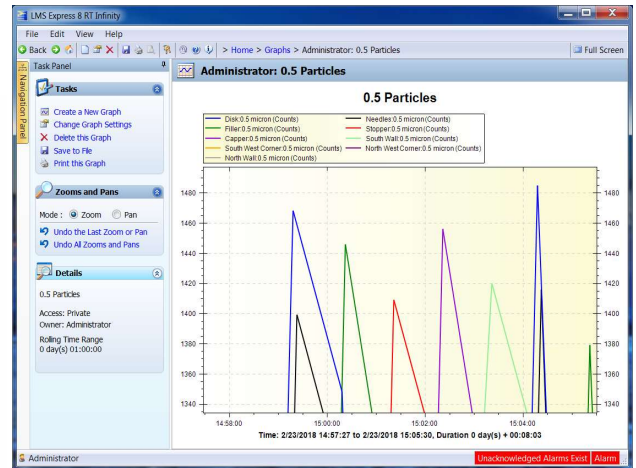 LMS Express 8 RT Infinity
File Edit View Help
Back > Home > Graphs > Administrator: 0.5 Particles Full Screen
Navigation Panel
Task Panel
Tasks
Create a New Graph
Change Graph Settings
Delete this Graph
Save to File
Print this Graph
Zooms and Pans
Mode : Zoom Pan
Undo the Last Zoom or Pan
Undo All Zooms and Pans
Details
0.5 Particles
Access: Private
Owner: Administrator
Rolling Time Range
0 day(s) 01:00:00
Administrator: 0.5 Particles
0.5 Particles
Disk:0.5 micron (Counts) Needles:0.5 micron (Counts)
Filler:0.5 micron (Counts) Stopper:0.5 micron (Counts)
Capper:0.5 micron (Counts) South Wall:0.5 micron (Counts)
South West Corner:0.5 micron (Counts) North West Corner:0.5 micron (Counts)
North Wall:0.5 micron (Counts)
1480 1480
1460 1460
1440 1440
1420 1420
1400 1400
1380 1380
1360 1360
1340 1340
14:58:00 15:00:00 15:02:00 15:04:00
Time: 2/23/2018 14:57:27 to 2/23/2018 15:05:30, Duration 0 day(s) + 00:08:03
Administrator Unacknowledged Alarms Exist Alarm